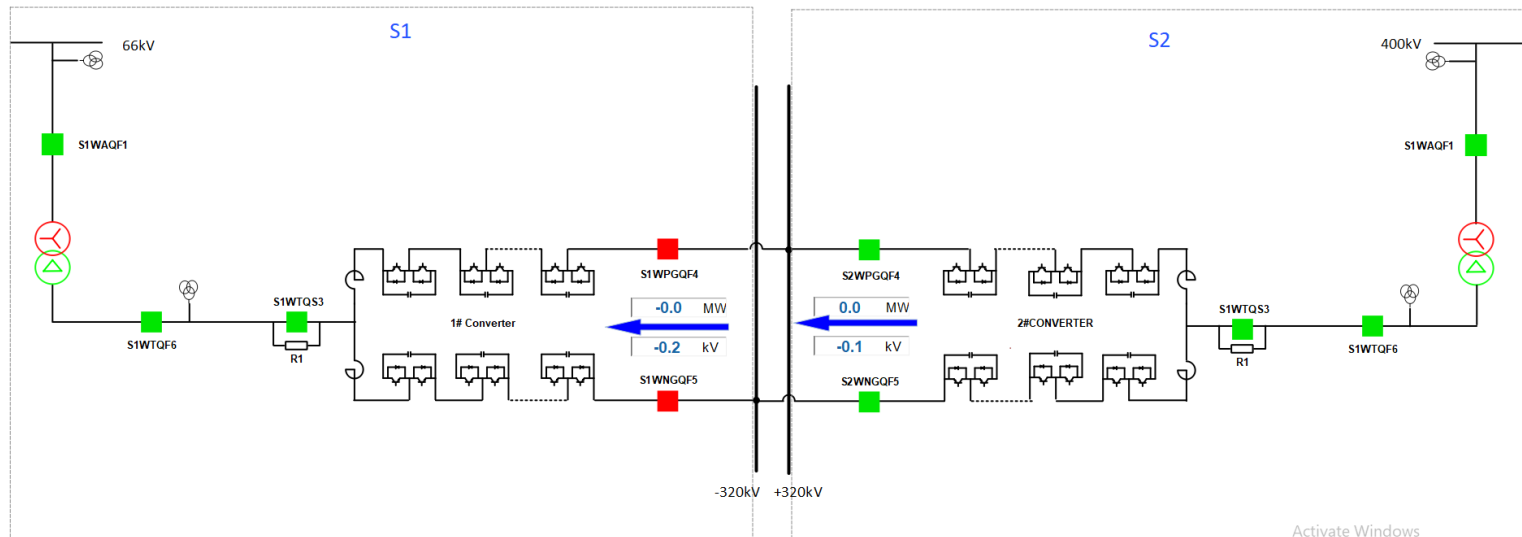 S1
S2
66kV
400kV
S1WAQF1
S1WAQF1
S1WPGQF4
S2WPGQF4
S1WTQS3
S1WTQF6
R1
1# Converter
-0.0 MW
-0.2 kV
0.0 MW
-0.1 kV
2#CONVERTER
S1WTQS3
R1
S1WTQF6
S1WNGQF5
S2WNGQF5
-320kV
+320kV
Activate Windows